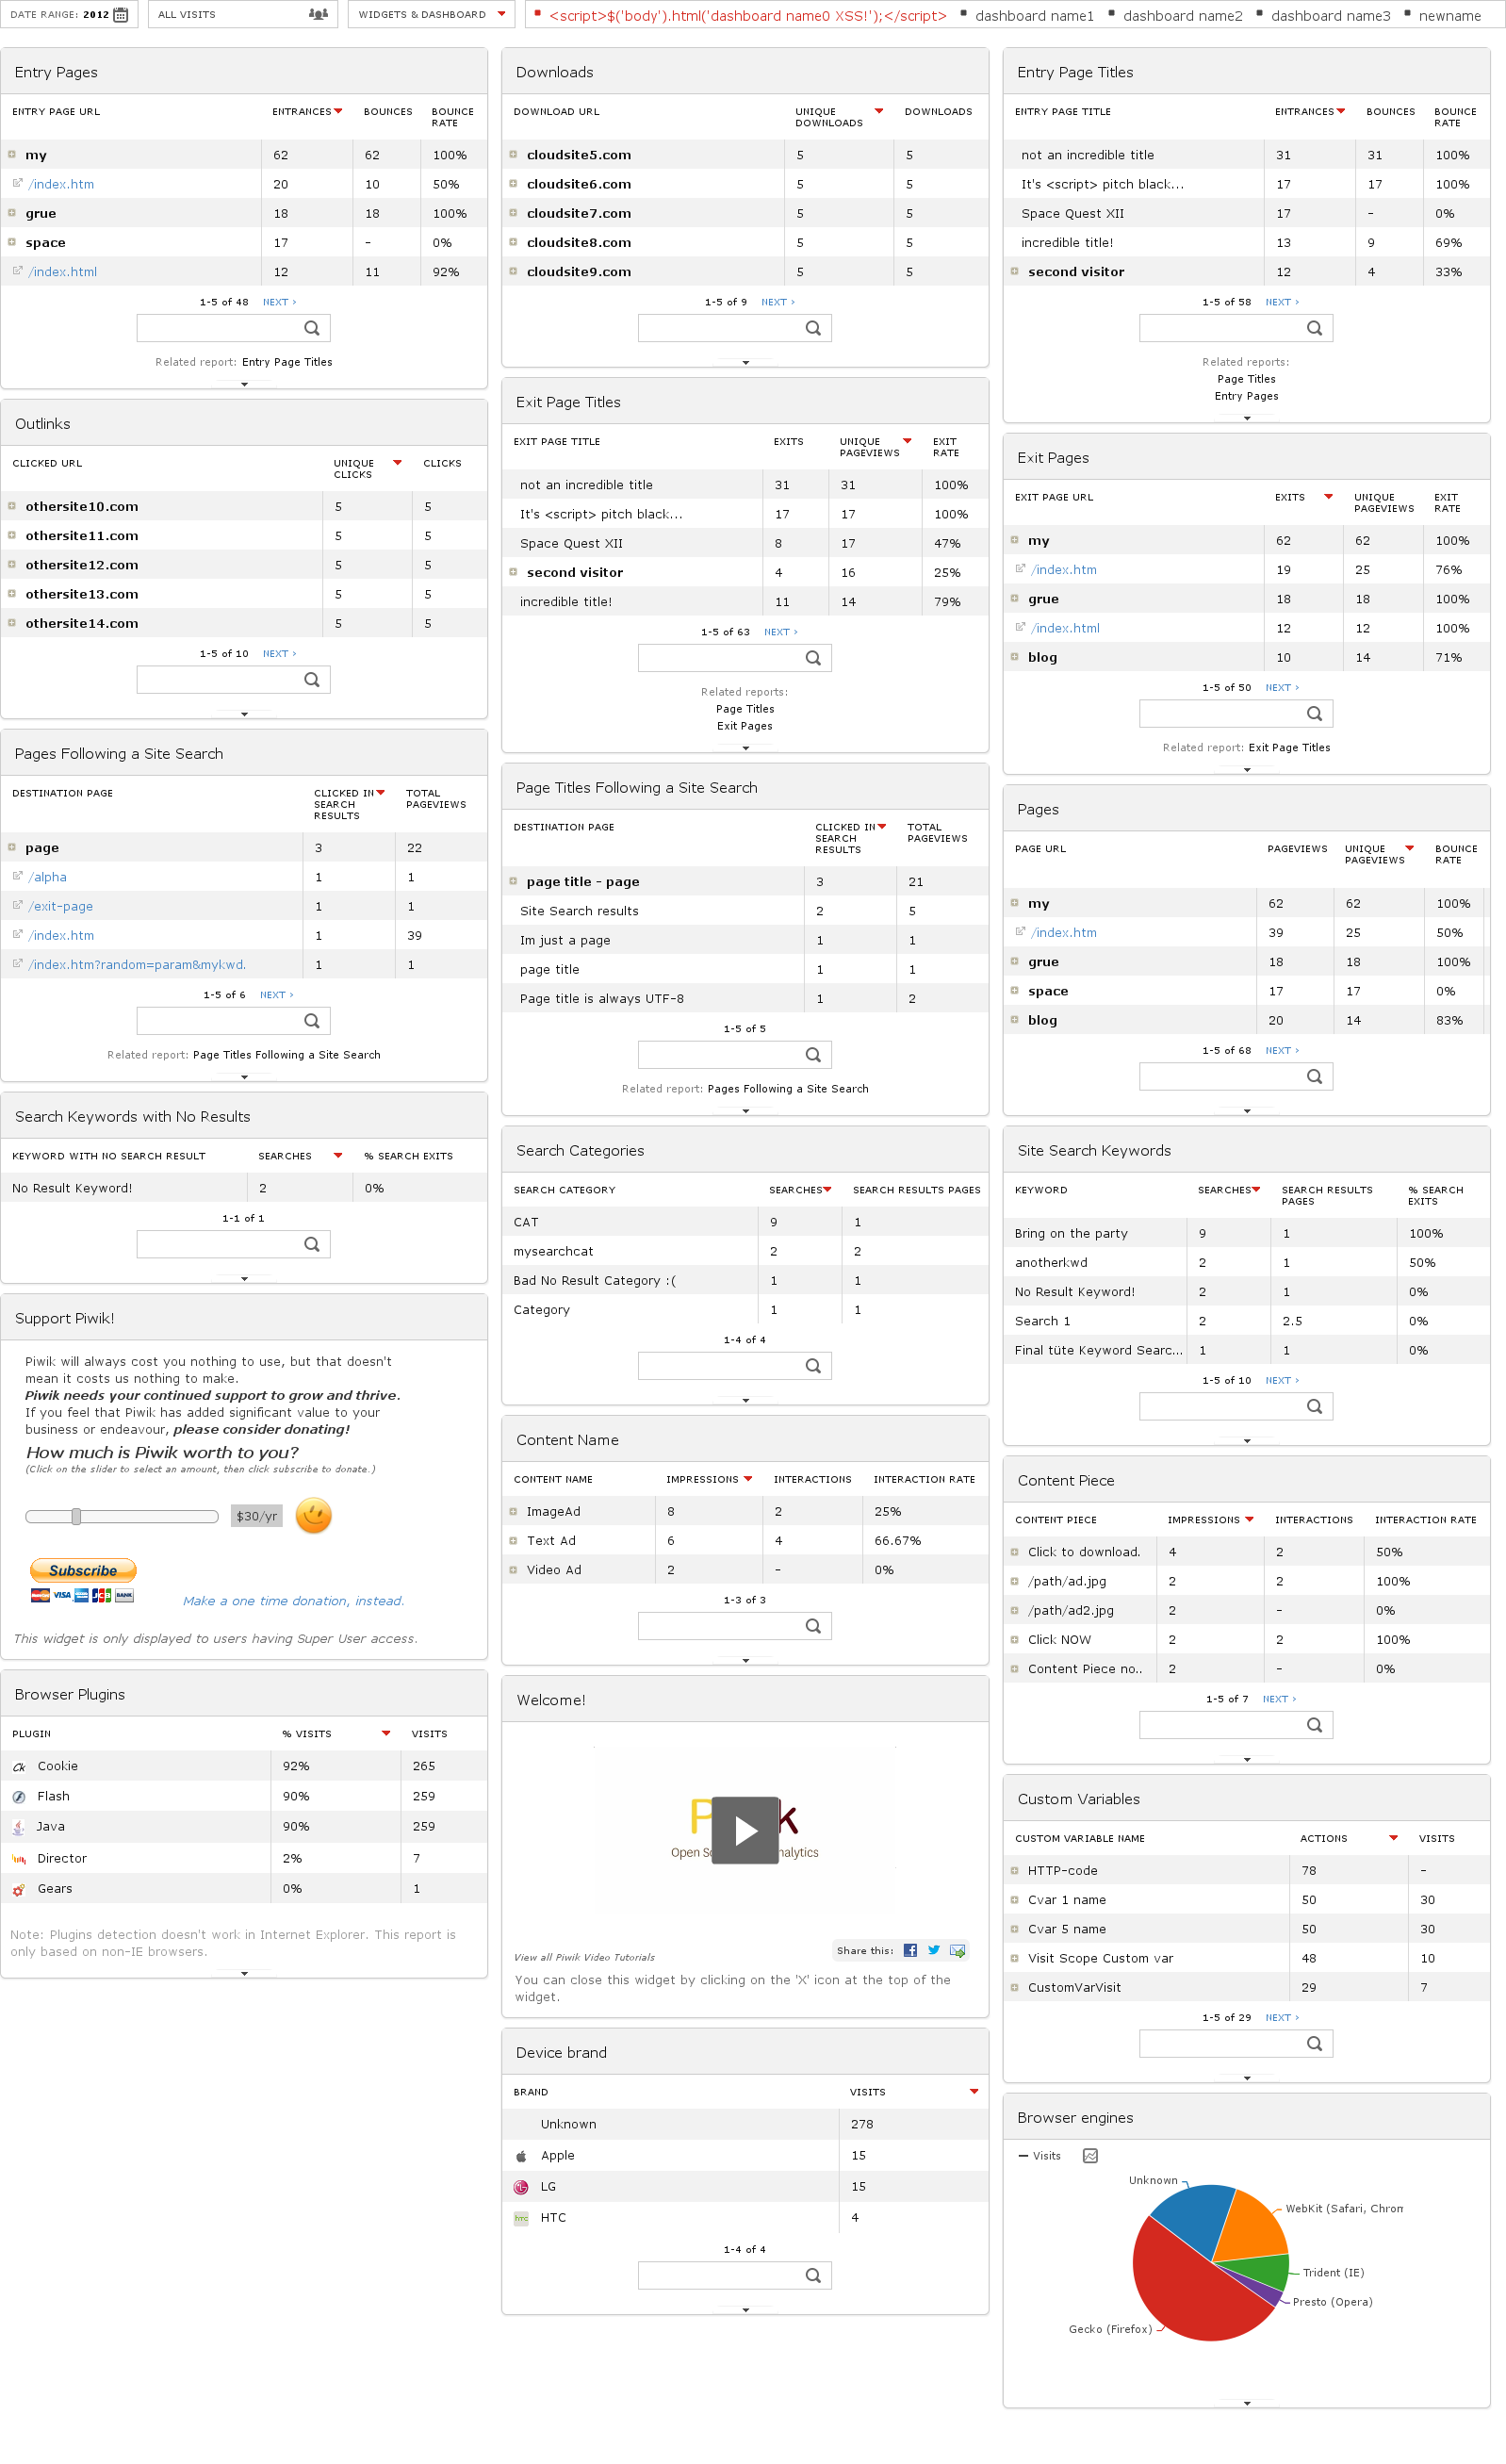 DATE RANGE: 2012
ALL VISITS
WIDGETS & DASHBOARD
<script>$('body').html('dashboard name0 XSS!');</script> dashboard name1 dashboard name2 dashboard name3 newname
Entry Pages
ENTRY PAGE URL ENTRANCES BOUNCES BOUNCE RATE
my 62 62 100%
/index.htm 20 10 50%
grue 18 18 100%
space 17 - 0%
/index.html 12 11 92%
1-5 of 48 NEXT ›
Related report: Entry Page Titles
Outlinks
CLICKED URL UNIQUE CLICKS CLICKS
othersite10.com 5 5
othersite11.com 5 5
othersite12.com 5 5
othersite13.com 5 5
othersite14.com 5 5
1-5 of 10 NEXT ›
Pages Following a Site Search
DESTINATION PAGE CLICKED IN SEARCH RESULTS TOTAL PAGEVIEWS
page 3 22
/alpha 1 1
/exit-page 1 1
/index.htm 1 39
/index.htm?random=param&mykwd. 1 1
1-5 of 6 NEXT ›
Related report: Page Titles Following a Site Search
Search Keywords with No Results
KEYWORD WITH NO SEARCH RESULT SEARCHES % SEARCH EXITS
No Result Keyword! 2 0%
1-1 of 1
Support Piwik!
Piwik will always cost you nothing to use, but that doesn't
mean it costs us nothing to make.
Piwik needs your continued support to grow and thrive.
If you feel that Piwik has added significant value to your
business or endeavour, please consider donating!
How much is Piwik worth to you?
(Click on the slider to select an amount, then click subscribe to donate.)
$30/yr
Subscribe
VISA JCB BANK
Make a one time donation, instead.
This widget is only displayed to users having Super User access.
Browser Plugins
PLUGIN % VISITS VISITS
Cookie 92% 265
Flash 90% 259
Java 90% 259
Director 2% 7
Gears 0% 1
Note: Plugins detection doesn't work in Internet Explorer. This report is
only based on non-IE browsers.
Downloads
DOWNLOAD URL UNIQUE DOWNLOADS DOWNLOADS
cloudsite5.com 5 5
cloudsite6.com 5 5
cloudsite7.com 5 5
cloudsite8.com 5 5
cloudsite9.com 5 5
1-5 of 9 NEXT ›
Exit Page Titles
EXIT PAGE TITLE EXITS UNIQUE PAGEVIEWS EXIT RATE
not an incredible title 31 31 100%
It's <script> pitch black... 17 17 100%
Space Quest XII 8 17 47%
second visitor 4 16 25%
incredible title! 11 14 79%
1-5 of 63 NEXT ›
Related reports:
Page Titles
Exit Pages
Page Titles Following a Site Search
DESTINATION PAGE CLICKED IN SEARCH RESULTS TOTAL PAGEVIEWS
page title - page 3 21
Site Search results 2 5
Im just a page 1 1
page title 1 1
Page title is always UTF-8 1 2
1-5 of 5
Related report: Pages Following a Site Search
Search Categories
SEARCH CATEGORY SEARCHES SEARCH RESULTS PAGES
CAT 9 1
mysearchcat 2 2
Bad No Result Category :( 1 1
Category 1 1
1-4 of 4
Content Name
CONTENT NAME IMPRESSIONS INTERACTIONS INTERACTION RATE
ImageAd 8 2 25%
Text Ad 6 4 66.67%
Video Ad 2 - 0%
1-3 of 3
Welcome!
P k
Open S nalytics
View all Piwik Video Tutorials
Share this:
You can close this widget by clicking on the 'X' icon at the top of the
widget.
Device brand
BRAND VISITS
Unknown 278
Apple 15
LG 15
hTC HTC 4
1-4 of 4
Entry Page Titles
ENTRY PAGE TITLE ENTRANCES BOUNCES BOUNCE RATE
not an incredible title 31 31 100%
It's <script> pitch black... 17 17 100%
Space Quest XII 17 - 0%
incredible title! 13 9 69%
second visitor 12 4 33%
1-5 of 58 NEXT ›
Related reports:
Page Titles
Entry Pages
Exit Pages
EXIT PAGE URL EXITS UNIQUE PAGEVIEWS EXIT RATE
my 62 62 100%
/index.htm 19 25 76%
grue 18 18 100%
/index.html 12 12 100%
blog 10 14 71%
1-5 of 50 NEXT ›
Related report: Exit Page Titles
Pages
PAGE URL PAGEVIEWS UNIQUE PAGEVIEWS BOUNCE RATE
my 62 62 100%
/index.htm 39 25 50%
grue 18 18 100%
space 17 17 0%
blog 20 14 83%
1-5 of 68 NEXT ›
Site Search Keywords
KEYWORD SEARCHES SEARCH RESULTS PAGES % SEARCH EXITS
Bring on the party 9 1 100%
anotherkwd 2 1 50%
No Result Keyword! 2 1 0%
Search 1 2 2.5 0%
Final tüte Keyword Searc... 1 1 0%
1-5 of 10 NEXT ›
Content Piece
CONTENT PIECE IMPRESSIONS INTERACTIONS INTERACTION RATE
Click to download. 4 2 50%
/path/ad.jpg 2 2 100%
/path/ad2.jpg 2 - 0%
Click NOW 2 2 100%
Content Piece no.. 2 - 0%
1-5 of 7 NEXT ›
Custom Variables
CUSTOM VARIABLE NAME ACTIONS VISITS
HTTP-code 78 -
Cvar 1 name 50 30
Cvar 5 name 50 30
Visit Scope Custom var 48 10
CustomVarVisit 29 7
1-5 of 29 NEXT ›
Browser engines
Visits
Unknown
WebKit (Safari, Chrom
Trident (IE)
Presto (Opera)
Gecko (Firefox)